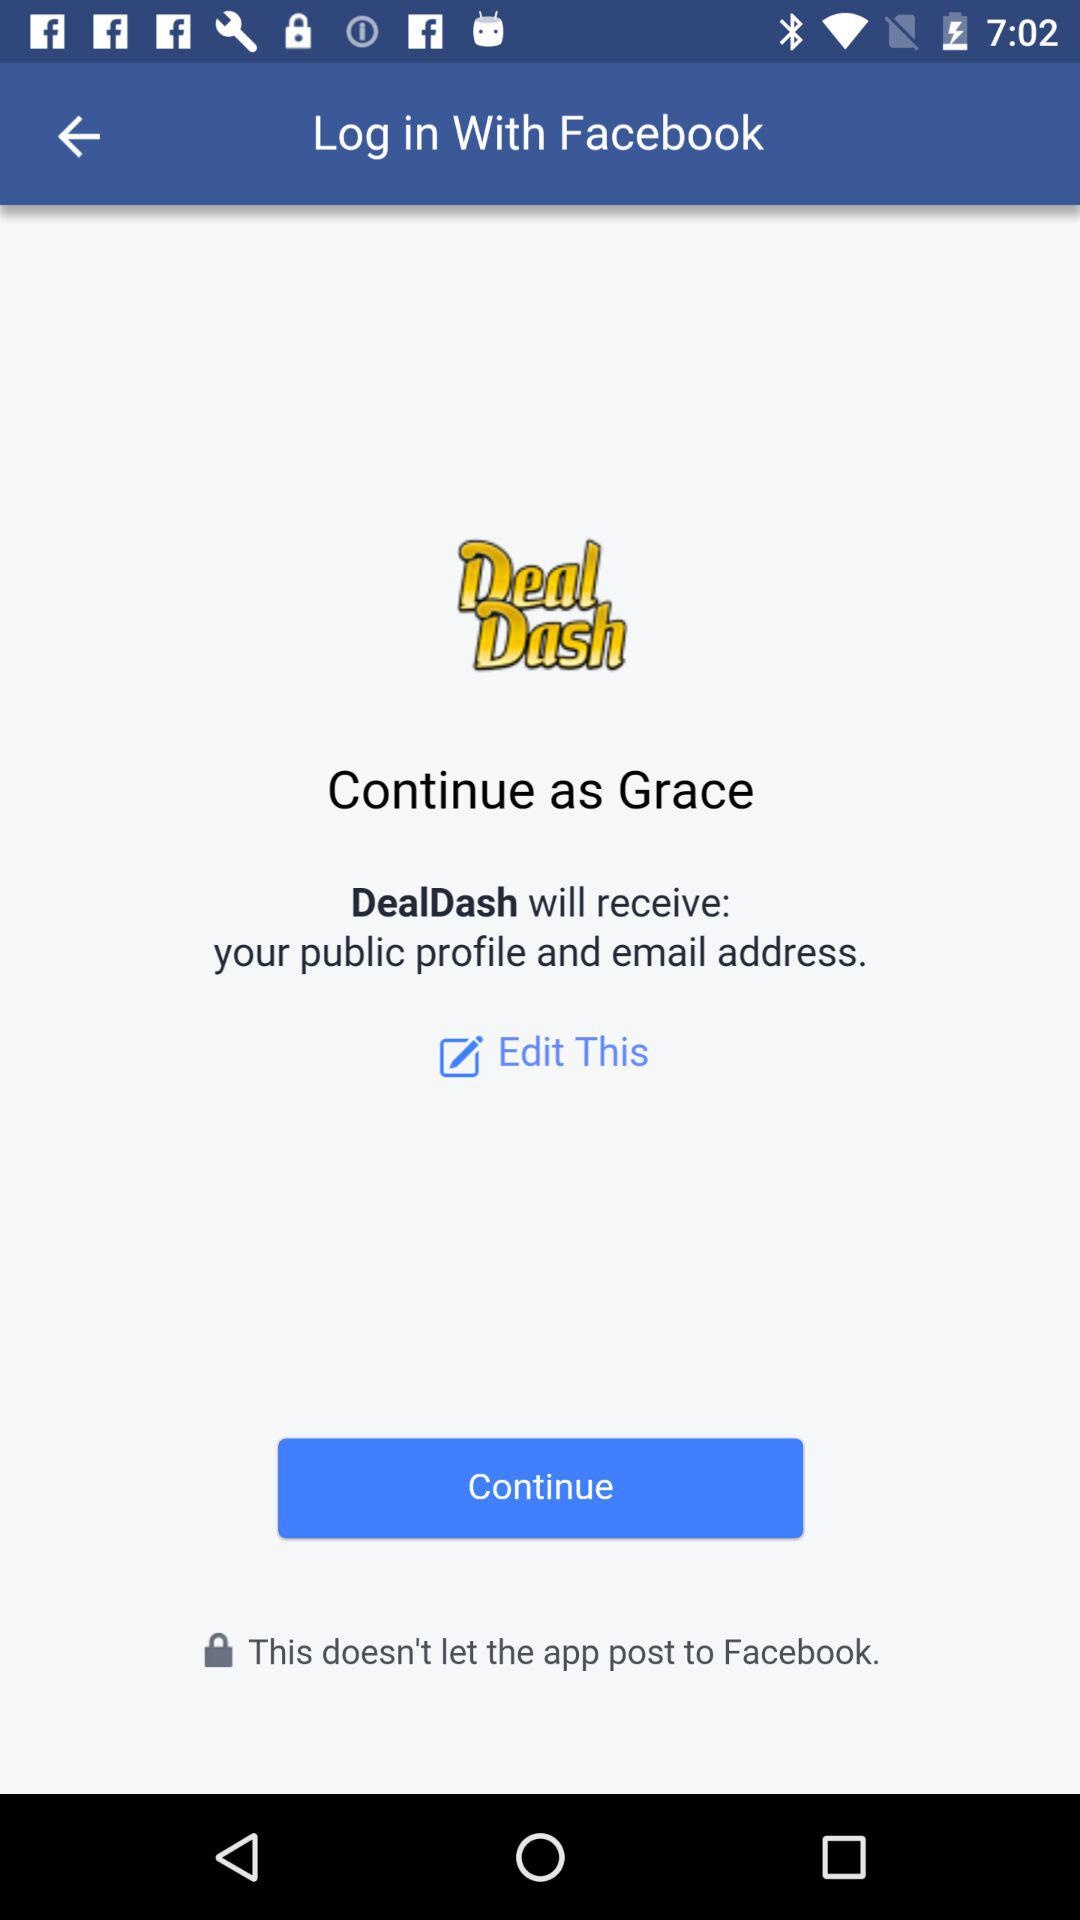 7:02
Log in With Facebook
Deal
Dash
Continue as Grace
DealDash will receive:
your public profile and email address.
Edit This
Continue
This doesn't let the app post to Facebook.